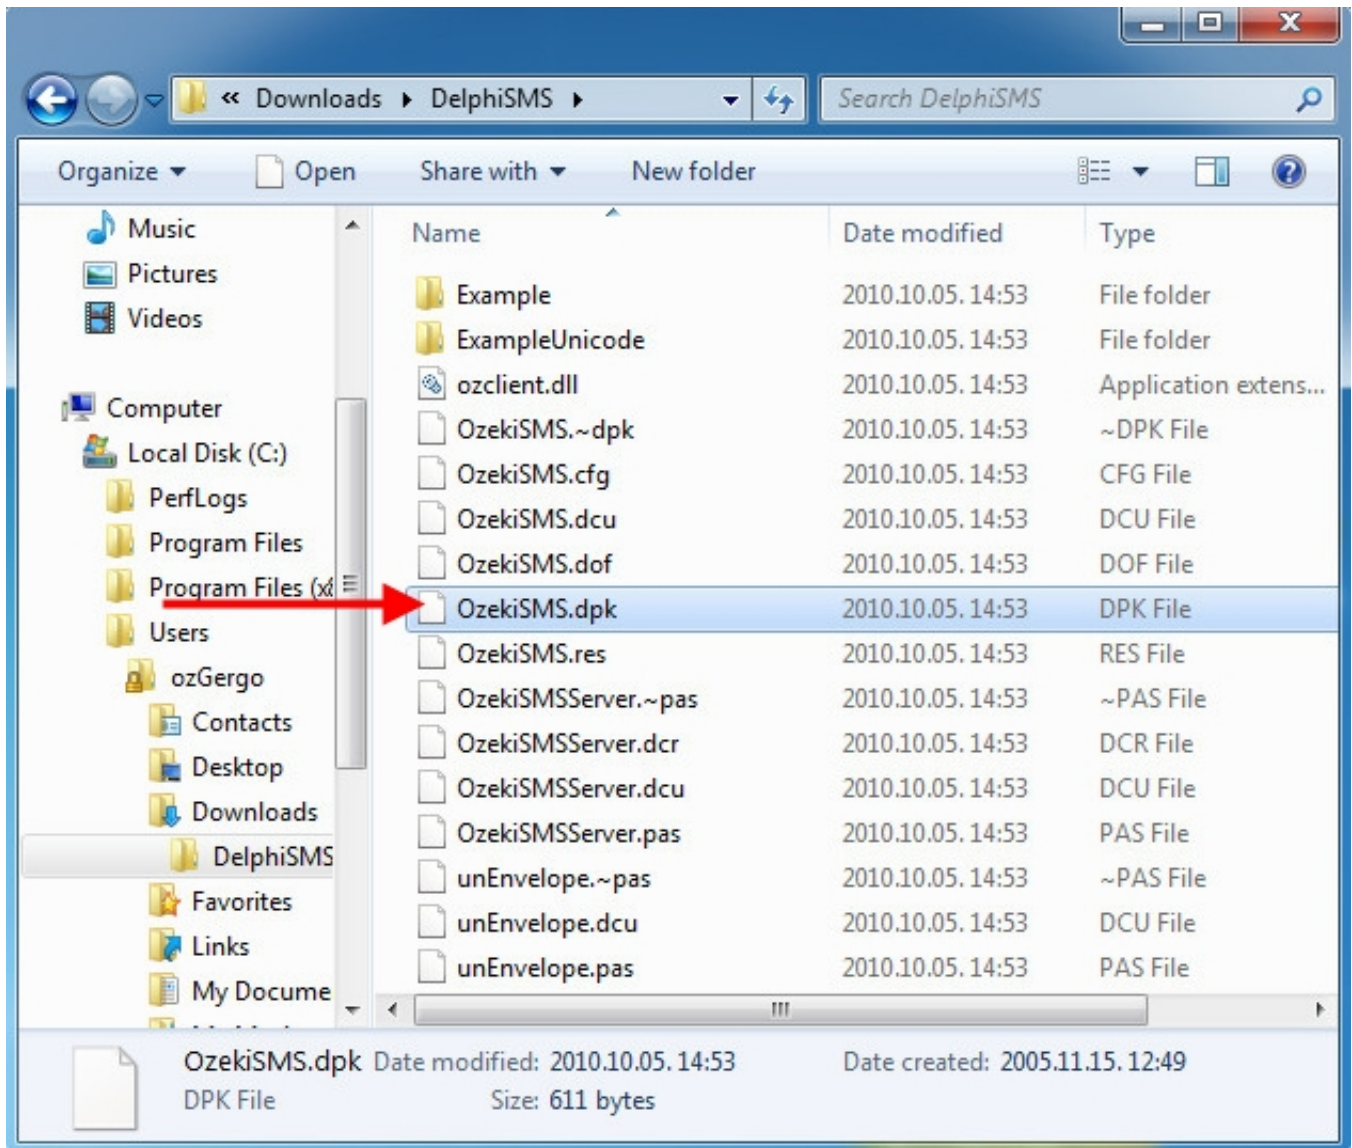 « Downloads DelphiSMS Search DelphiSMS
Organize Open Share with New folder
Music
Pictures
Videos
Computer
Local Disk (C:)
PerfLogs
Program Files
Program Files (x
Users
ozGergo
Contacts
Desktop
Downloads
DelphiSMS
Favorites
Links
My Docume
Name Date modified Type
Example 2010.10.05. 14:53 File folder
ExampleUnicode 2010.10.05. 14:53 File folder
ozclient.dll 2010.10.05. 14:53 Application extens...
OzekiSMS.~dpk 2010.10.05. 14:53 ~DPK File
OzekiSMS.cfg 2010.10.05. 14:53 CFG File
OzekiSMS.dcu 2010.10.05. 14:53 DCU File
OzekiSMS.dof 2010.10.05. 14:53 DOF File
OzekiSMS.dpk 2010.10.05. 14:53 DPK File
OzekiSMS.res 2010.10.05. 14:53 RES File
OzekiSMSServer.~pas 2010.10.05. 14:53 ~PAS File
OzekiSMSServer.dcr 2010.10.05. 14:53 DCR File
OzekiSMSServer.dcu 2010.10.05. 14:53 DCU File
OzekiSMSServer.pas 2010.10.05. 14:53 PAS File
unEnvelope.~pas 2010.10.05. 14:53 ~PAS File
unEnvelope.dcu 2010.10.05. 14:53 DCU File
unEnvelope.pas 2010.10.05. 14:53 PAS File
OzekiSMS.dpk Date modified: 2010.10.05. 14:53 Date created: 2005.11.15. 12:49
DPK File Size: 611 bytes